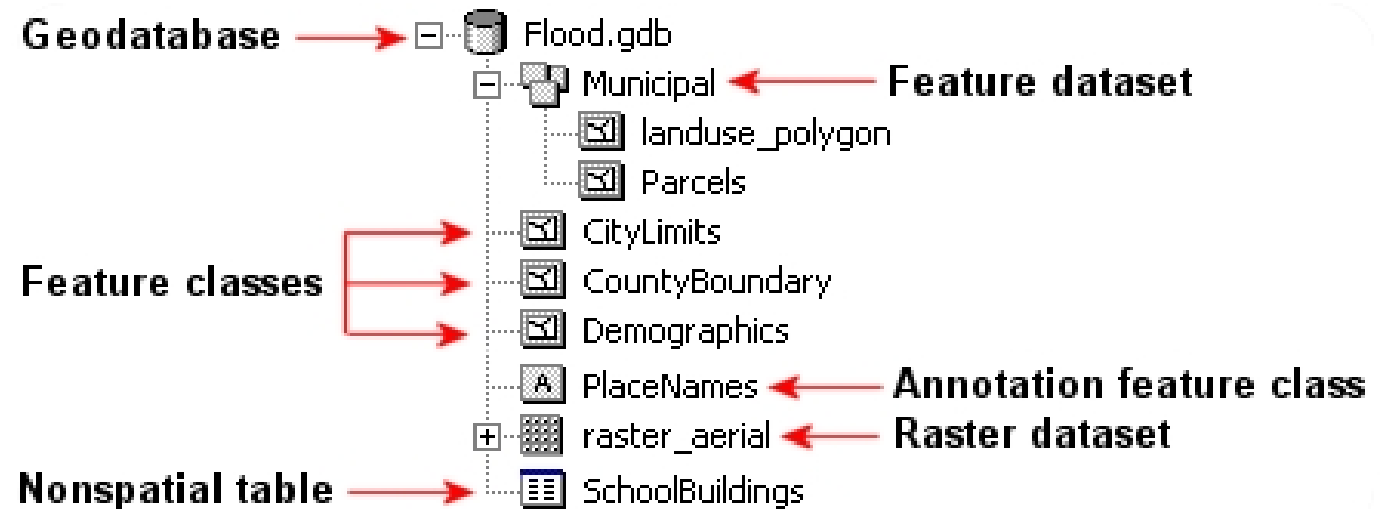 Geodatabase Flood.gdb
Municipal Feature dataset
landuse_polygon
Parcels
CityLimits
Feature classes CountyBoundary
Demographics
A PlaceNames Annotation feature class
raster_aerial Raster dataset
Nonspatial table SchoolBuildings